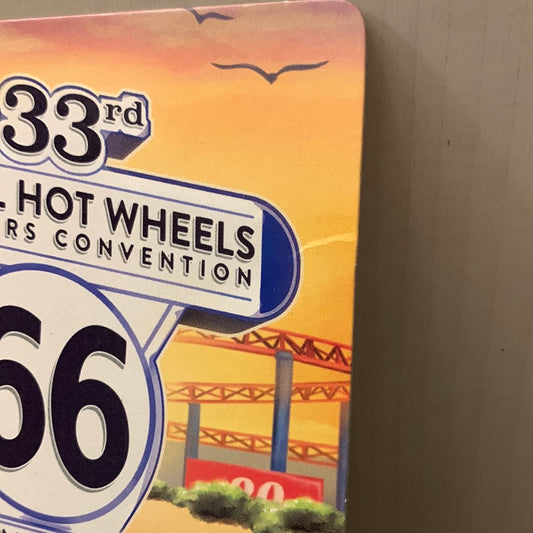 33rd
L HOT WHEELS
RS CONVENTION
66